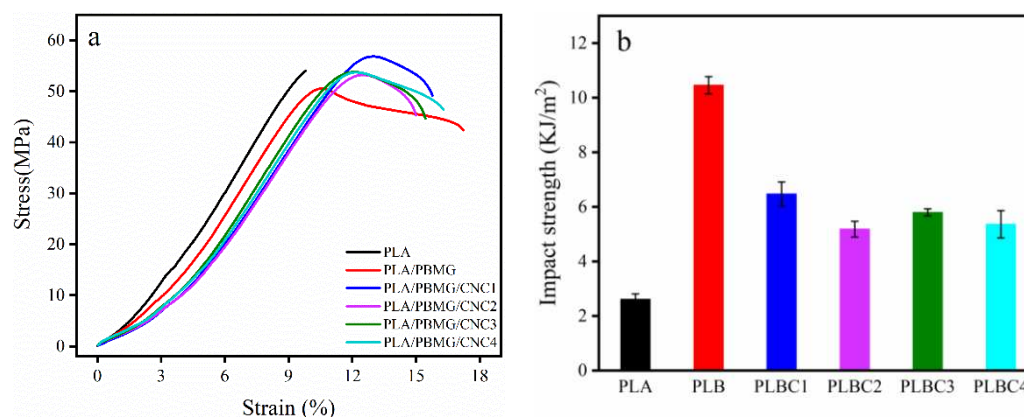 a
Stress(MPa)
60
50
40
30
20
10
0
PLA
PLA/PBMG
PLA/PBMG/CNC1
PLA/PBMG/CNC2
PLA/PBMG/CNC3
PLA/PBMG/CNC4
0 3 6 9 12 15 18
Strain (%)
b
Impact strength (KJ/m²)
12
10
8
6
4
2
0
PLA PLB PLBC1 PLBC2 PLBC3 PLBC4